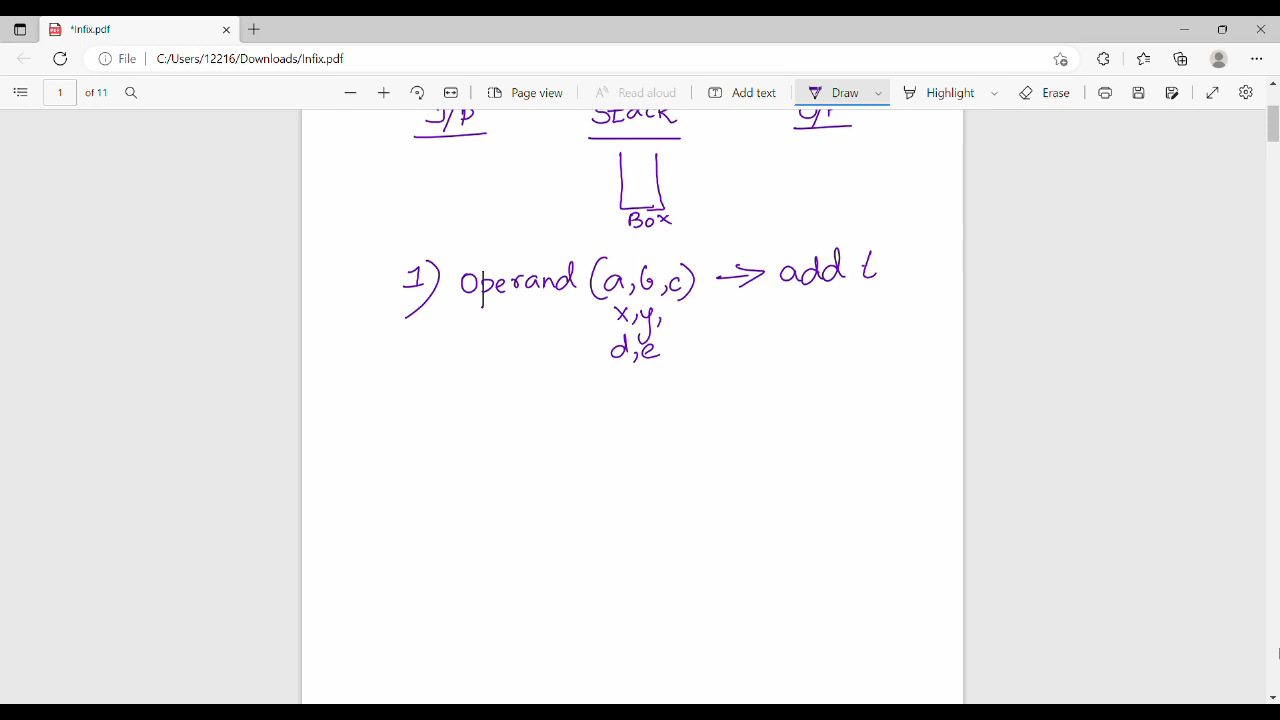 *Infix.pdf
File C:/Users/12216/Downloads/Infix.pdf
1 of 11 Page view Read aloud Add text Draw Highlight Erase
I/p Stack O/P
Box
1) Operand (a,b,c) → add t
x,y,
d,e